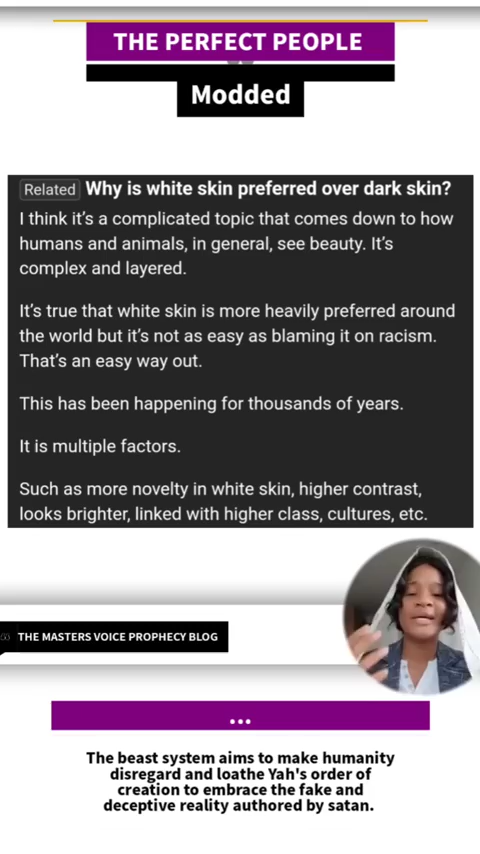 THE PERFECT PEOPLE
Modded
Related Why is white skin preferred over dark skin?
I think it's a complicated topic that comes down to how
humans and animals, in general, see beauty. It's
complex and layered.
It's true that white skin is more heavily preferred around
the world but it's not as easy as blaming it on racism.
That's an easy way out.
This has been happening for thousands of years.
It is multiple factors.
Such as more novelty in white skin, higher contrast,
looks brighter, linked with higher class, cultures, etc.
THE MASTERS VOICE PROPHECY BLOG
...
The beast system aims to make humanity
disregard and loathe Yah's order of
creation to embrace the fake and
deceptive reality authored by satan.